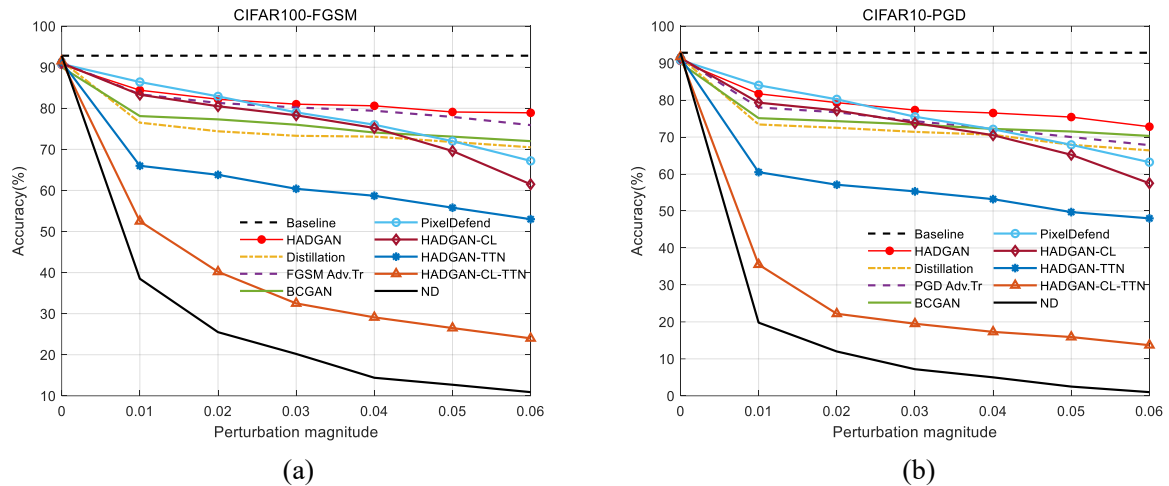 CIFAR100-FGSM
100
90
80
70
60
50
40
30
20
10
Accuracy(%)
Baseline
HADGAN
Distillation
FGSM Adv.Tr
BCGAN
PixelDefend
HADGAN-CL
HADGAN-TTN
HADGAN-CL-TTN
ND
0 0.01 0.02 0.03 0.04 0.05 0.06
Perturbation magnitude
(a)
CIFAR10-PGD
100
90
80
70
60
50
40
30
20
10
0
Accuracy(%)
Baseline
HADGAN
Distillation
PGD Adv.Tr
BCGAN
PixelDefend
HADGAN-CL
HADGAN-TTN
HADGAN-CL-TTN
ND
0 0.01 0.02 0.03 0.04 0.05 0.06
Perturbation magnitude
(b)